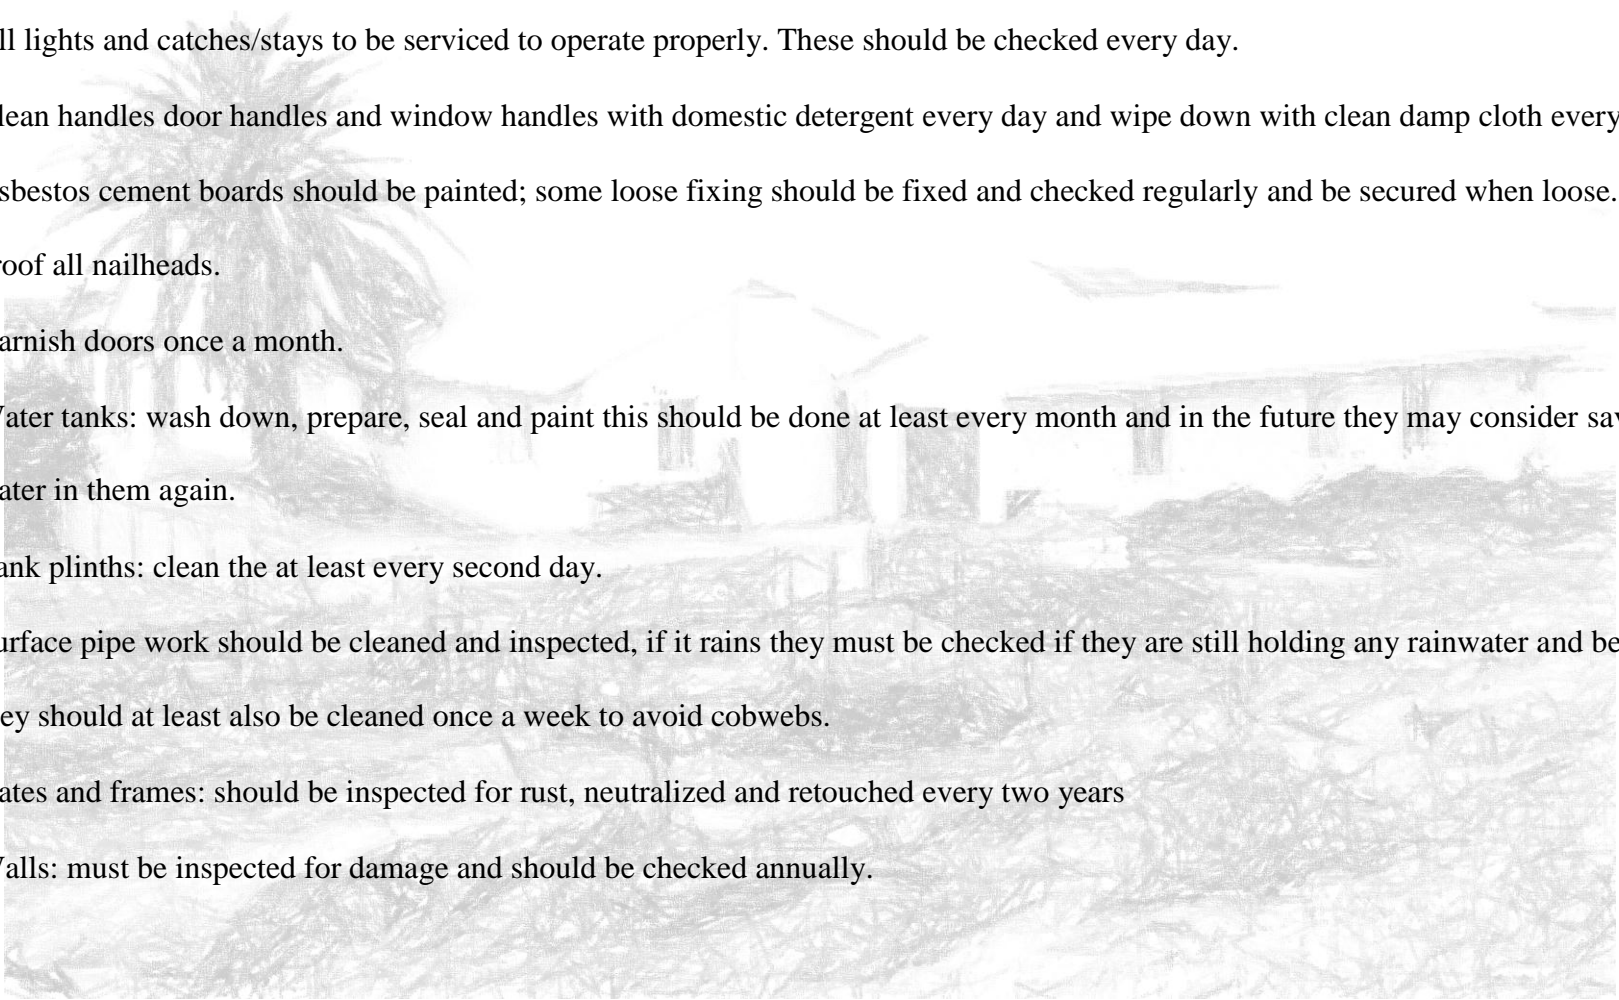 ll lights and catches/stays to be serviced to operate properly. These should be checked every day.
lean handles door handles and window handles with domestic detergent every day and wipe down with clean damp cloth every
sbestos cement boards should be painted; some loose fixing should be fixed and checked regularly and be secured when loose.
roof all nailheads.
arnish doors once a month.
ater tanks: wash down, prepare, seal and paint this should be done at least every month and in the future they may consider sav
ater in them again.
ank plinths: clean the at least every second day.
urface pipe work should be cleaned and inspected, if it rains they must be checked if they are still holding any rainwater and be
ey should at least also be cleaned once a week to avoid cobwebs.
ates and frames: should be inspected for rust, neutralized and retouched every two years
alls: must be inspected for damage and should be checked annually.